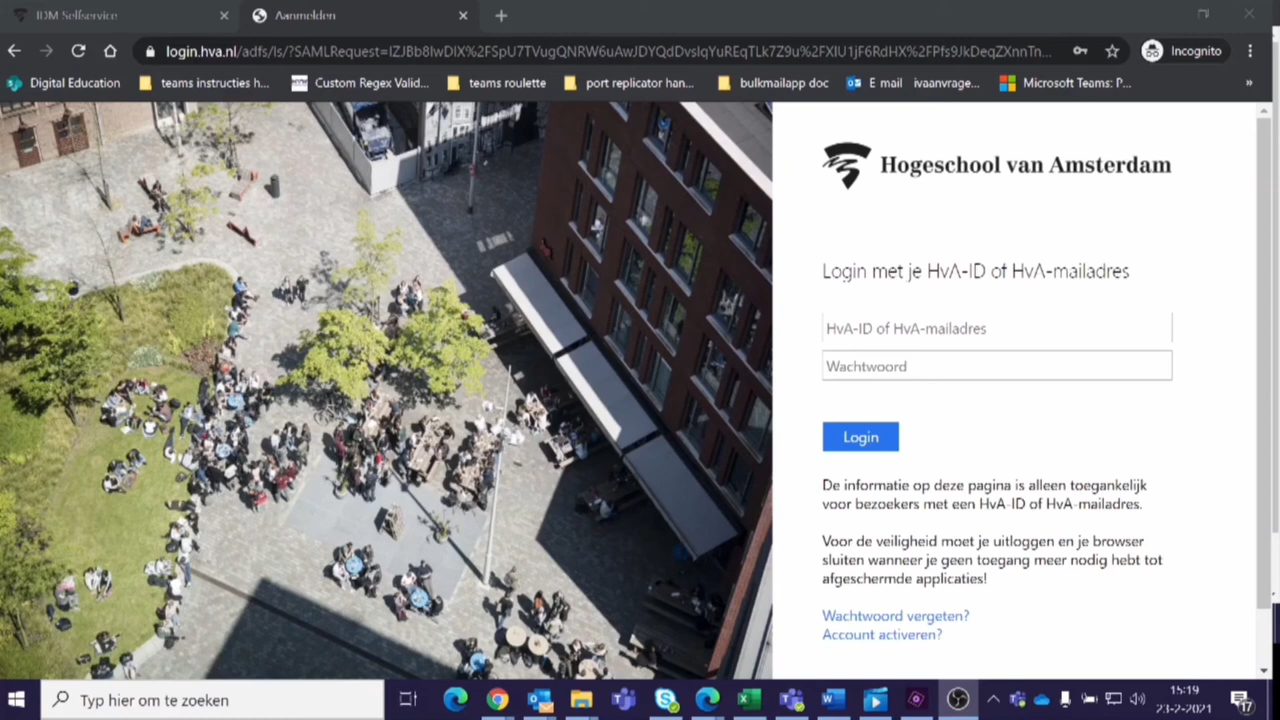 IDM Selfservice
Aanmelden
login.hva.nl/adfs/ls/?SAMLRequest=
Incognito
Digital Education
teams instructies h...
Custom Regex Valid...
teams roulette
port replicator han...
bulkmailapp doc
E mail ivaanvrage...
Microsoft Teams: P...
»
Hogeschool van Amsterdam
Login met je HvA-ID of HvA-mailadres
HvA-ID of HvA-mailadres
Wachtwoord
Login
De informatie op deze pagina is alleen toegankelijk
voor bezoekers met een HvA-ID of HvA-mailadres.
Voor de veiligheid moet je uitloggen en je browser
sluiten wanneer je geen toegang meer nodig hebt tot
afgeschermde applicaties!
Wachtwoord vergeten?
Account activeren?
Typ hier om te zoeken
15:19
23-2-2021
17